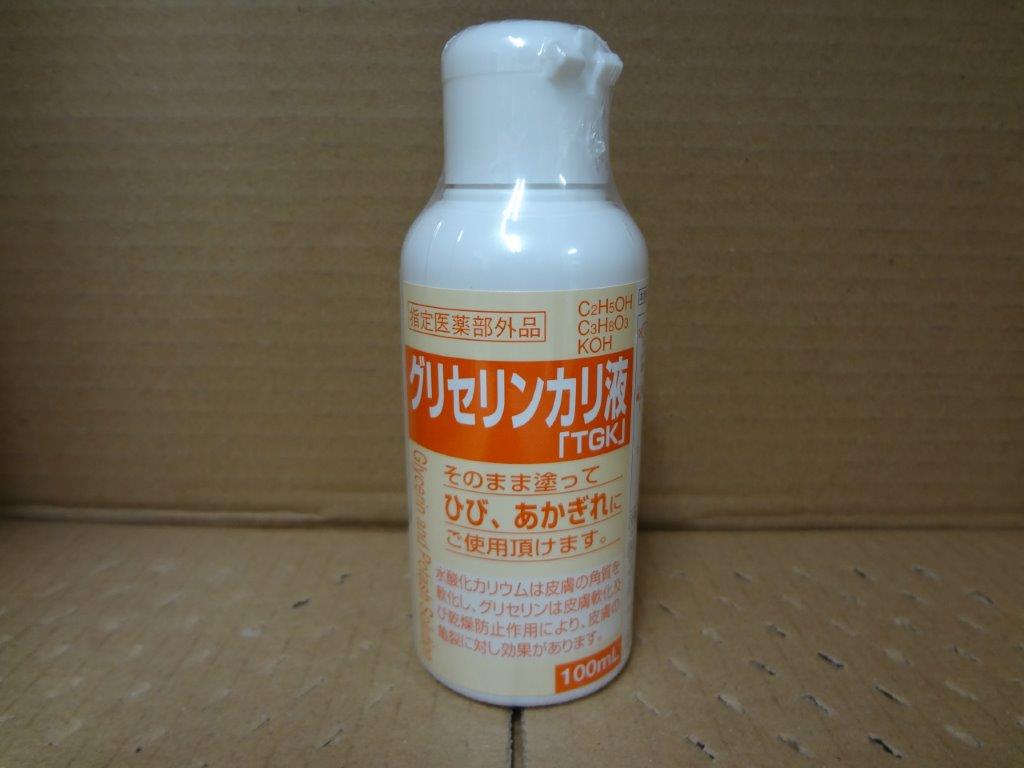 指定医薬部外品
C2H5OH
C3H8O3
KOH
グリセリンカリ液
「TGK」
そのまま塗って
ひび、あかぎれに
ご使用頂けます。
Glycerin and Potash Solution
水酸化カリウムは皮膚の角質を
軟化し、グリセリンは皮膚軟化及
び乾燥防止作用により、皮膚の
亀裂に対し効果があります。
100mL